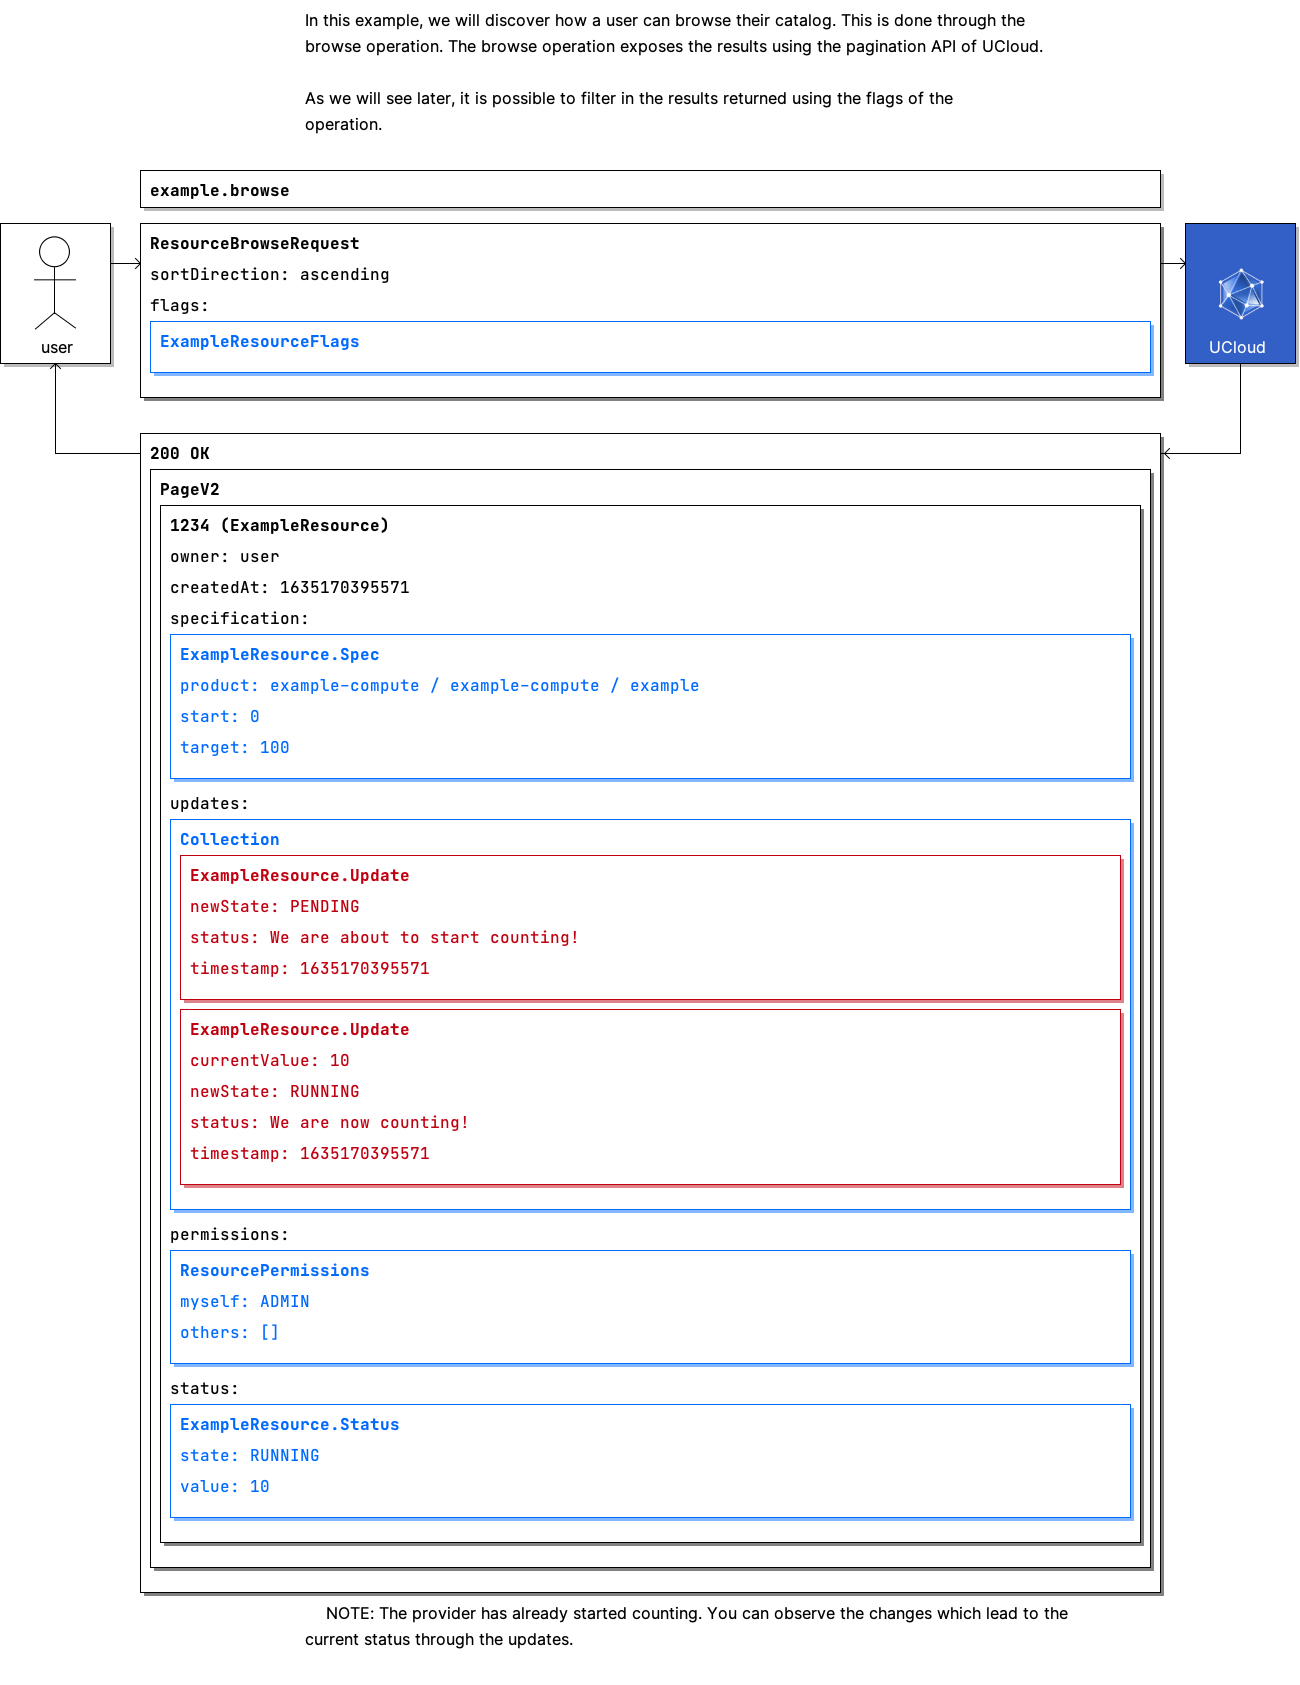 In this example, we will discover how a user can browse their catalog. This is done through the
browse operation. The browse operation exposes the results using the pagination API of UCloud.
As we will see later, it is possible to filter in the results returned using the flags of the
operation.
example.browse
ResourceBrowseRequest
sortDirection: ascending
flags:
ExampleResourceFlags
user
UCloud
200 OK
PageV2
1234 (ExampleResource)
owner: user
createdAt: 1635170395571
specification:
ExampleResource.Spec
product: example-compute / example-compute / example
start: 0
target: 100
updates:
Collection
ExampleResource.Update
newState: PENDING
status: We are about to start counting!
timestamp: 1635170395571
ExampleResource.Update
currentValue: 10
newState: RUNNING
status: We are now counting!
timestamp: 1635170395571
permissions:
ResourcePermissions
myself: ADMIN
others: []
status:
ExampleResource.Status
state: RUNNING
value: 10
NOTE: The provider has already started counting. You can observe the changes which lead to the
current status through the updates.